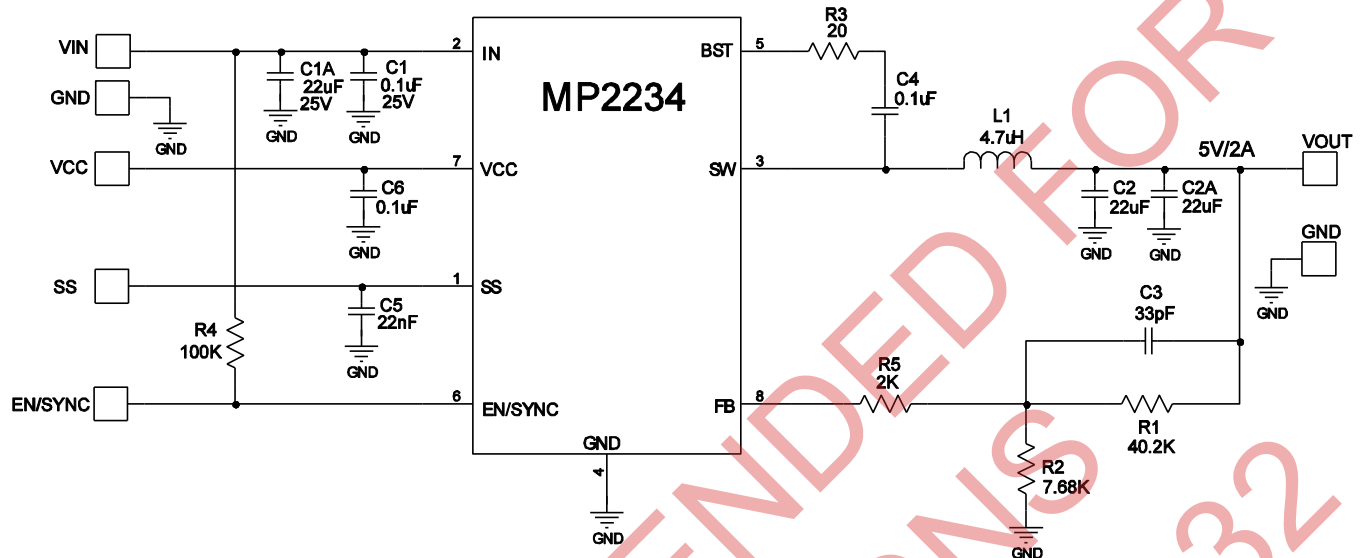 VIN
2
IN
BST
5
R3
20
C1A
22uF
25V
C1
0.1uF
25V
MP2234
C4
0.1uF
GND
GND
GND
GND
L1
4.7uH
5V/2A
VOUT
VCC
7
VCC
SW
3
C6
0.1uF
GND
C2
22uF
C2A
22uF
GND
GND
GND
GND
SS
1
SS
C5
22nF
GND
C3
33pF
R4
100K
R5
2K
EN/SYNC
6
EN/SYNC
FB
8
R1
40.2K
GND
4
GND
R2
7.68K
GND
ENDED FOR
NS
32